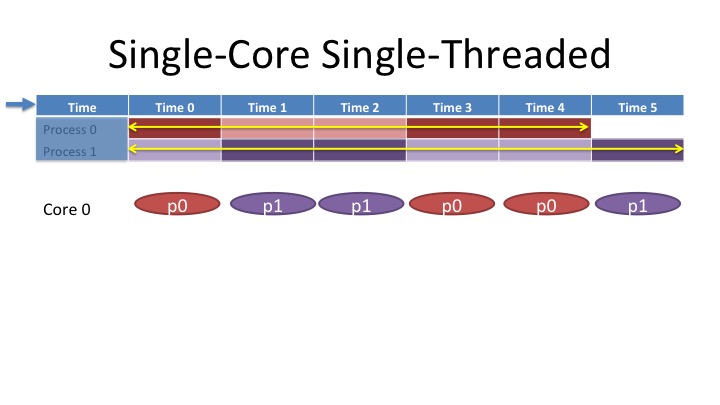 Single-Core Single-Threaded
Time Time 0 Time 1 Time 2 Time 3 Time 4 Time 5
Process 0
Process 1
Core 0 p0 p1 p1 p0 p0 p1